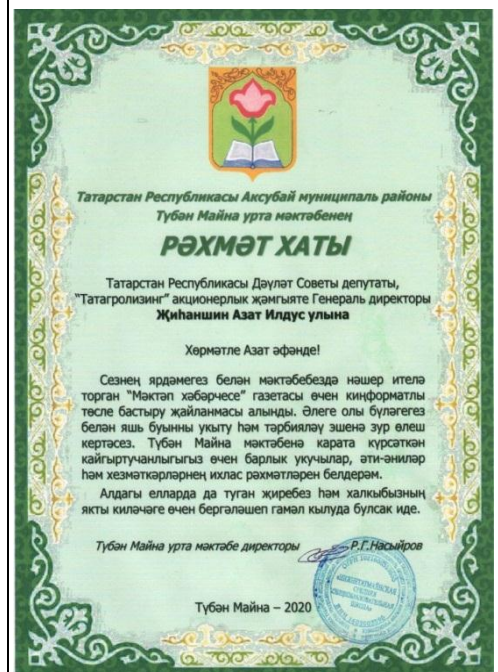 Татарстан Республикасы Аксубай муниципаль районы
Түбән Майна урта мәктәбенең
РӘХМӘТ ХАТЫ
Татарстан Республикасы Дәүләт Советы депутаты,
"Татагролизинг" акционерлык җәмгыяте Генераль директоры
Җиһаншин Азат Илдус улына
Хөрмәтле Азат әфәнде!
Сезнең ярдәмегез белән мәктәбебездә нәшер ителә
торган "Мәктәп хәбәрчесе" газетасы өчен киңформатлы
төсле бастыру җайланмасы алынды. Әлеге олы бүләгегез
белән яшь буынны укыту һәм тәрбияләү эшенә зур өлеш
кертәсез. Түбән Майна мәктәбенә карата күрсәткән
кайгыртучанлыгыгыз өчен барлык укучылар, әти-әниләр
һәм хезмәткәрләрнең ихлас рәхмәтләрен белдерәм.
Алдагы елларда да туган җиребез һәм халкыбызның
якты киләчәге өчен бергәләшеп гамәл кылуда булсак иде.
Түбән Майна урта мәктәбе директоры Р.Г.Насыйров
Түбән Майна – 2020